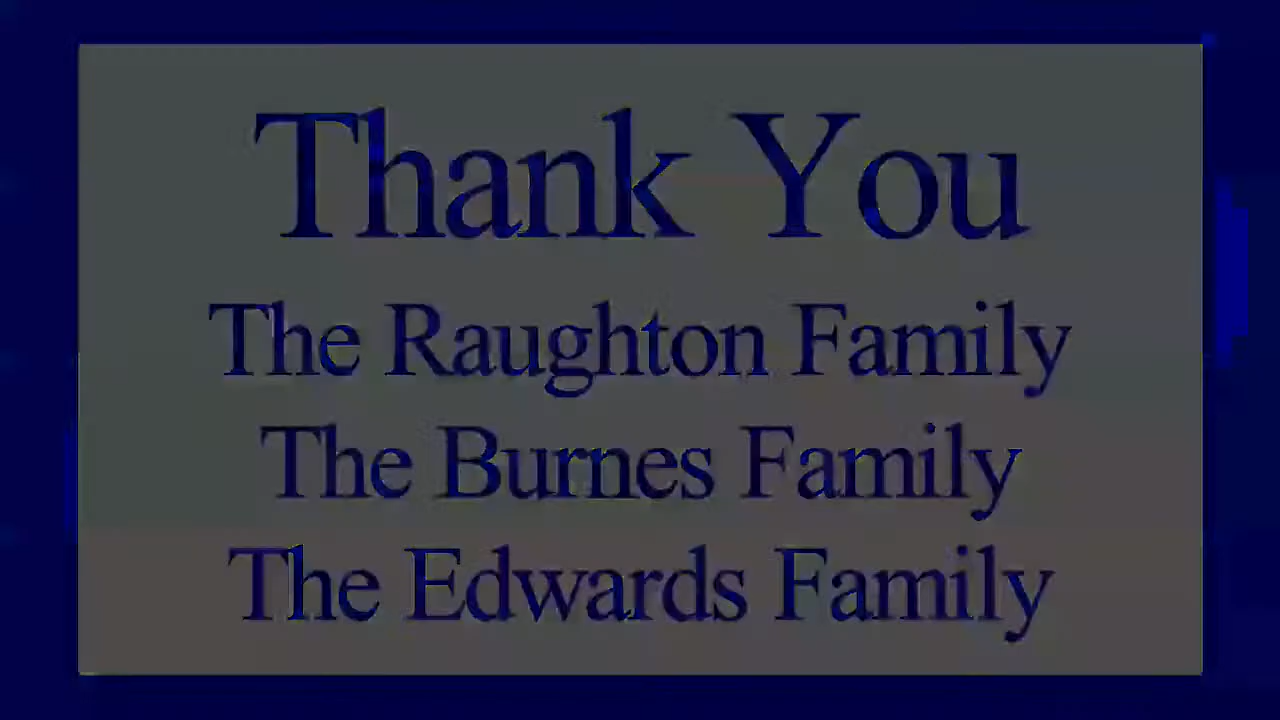 Thank You
The Raughton Family
The Burnes Family
The Edwards Family